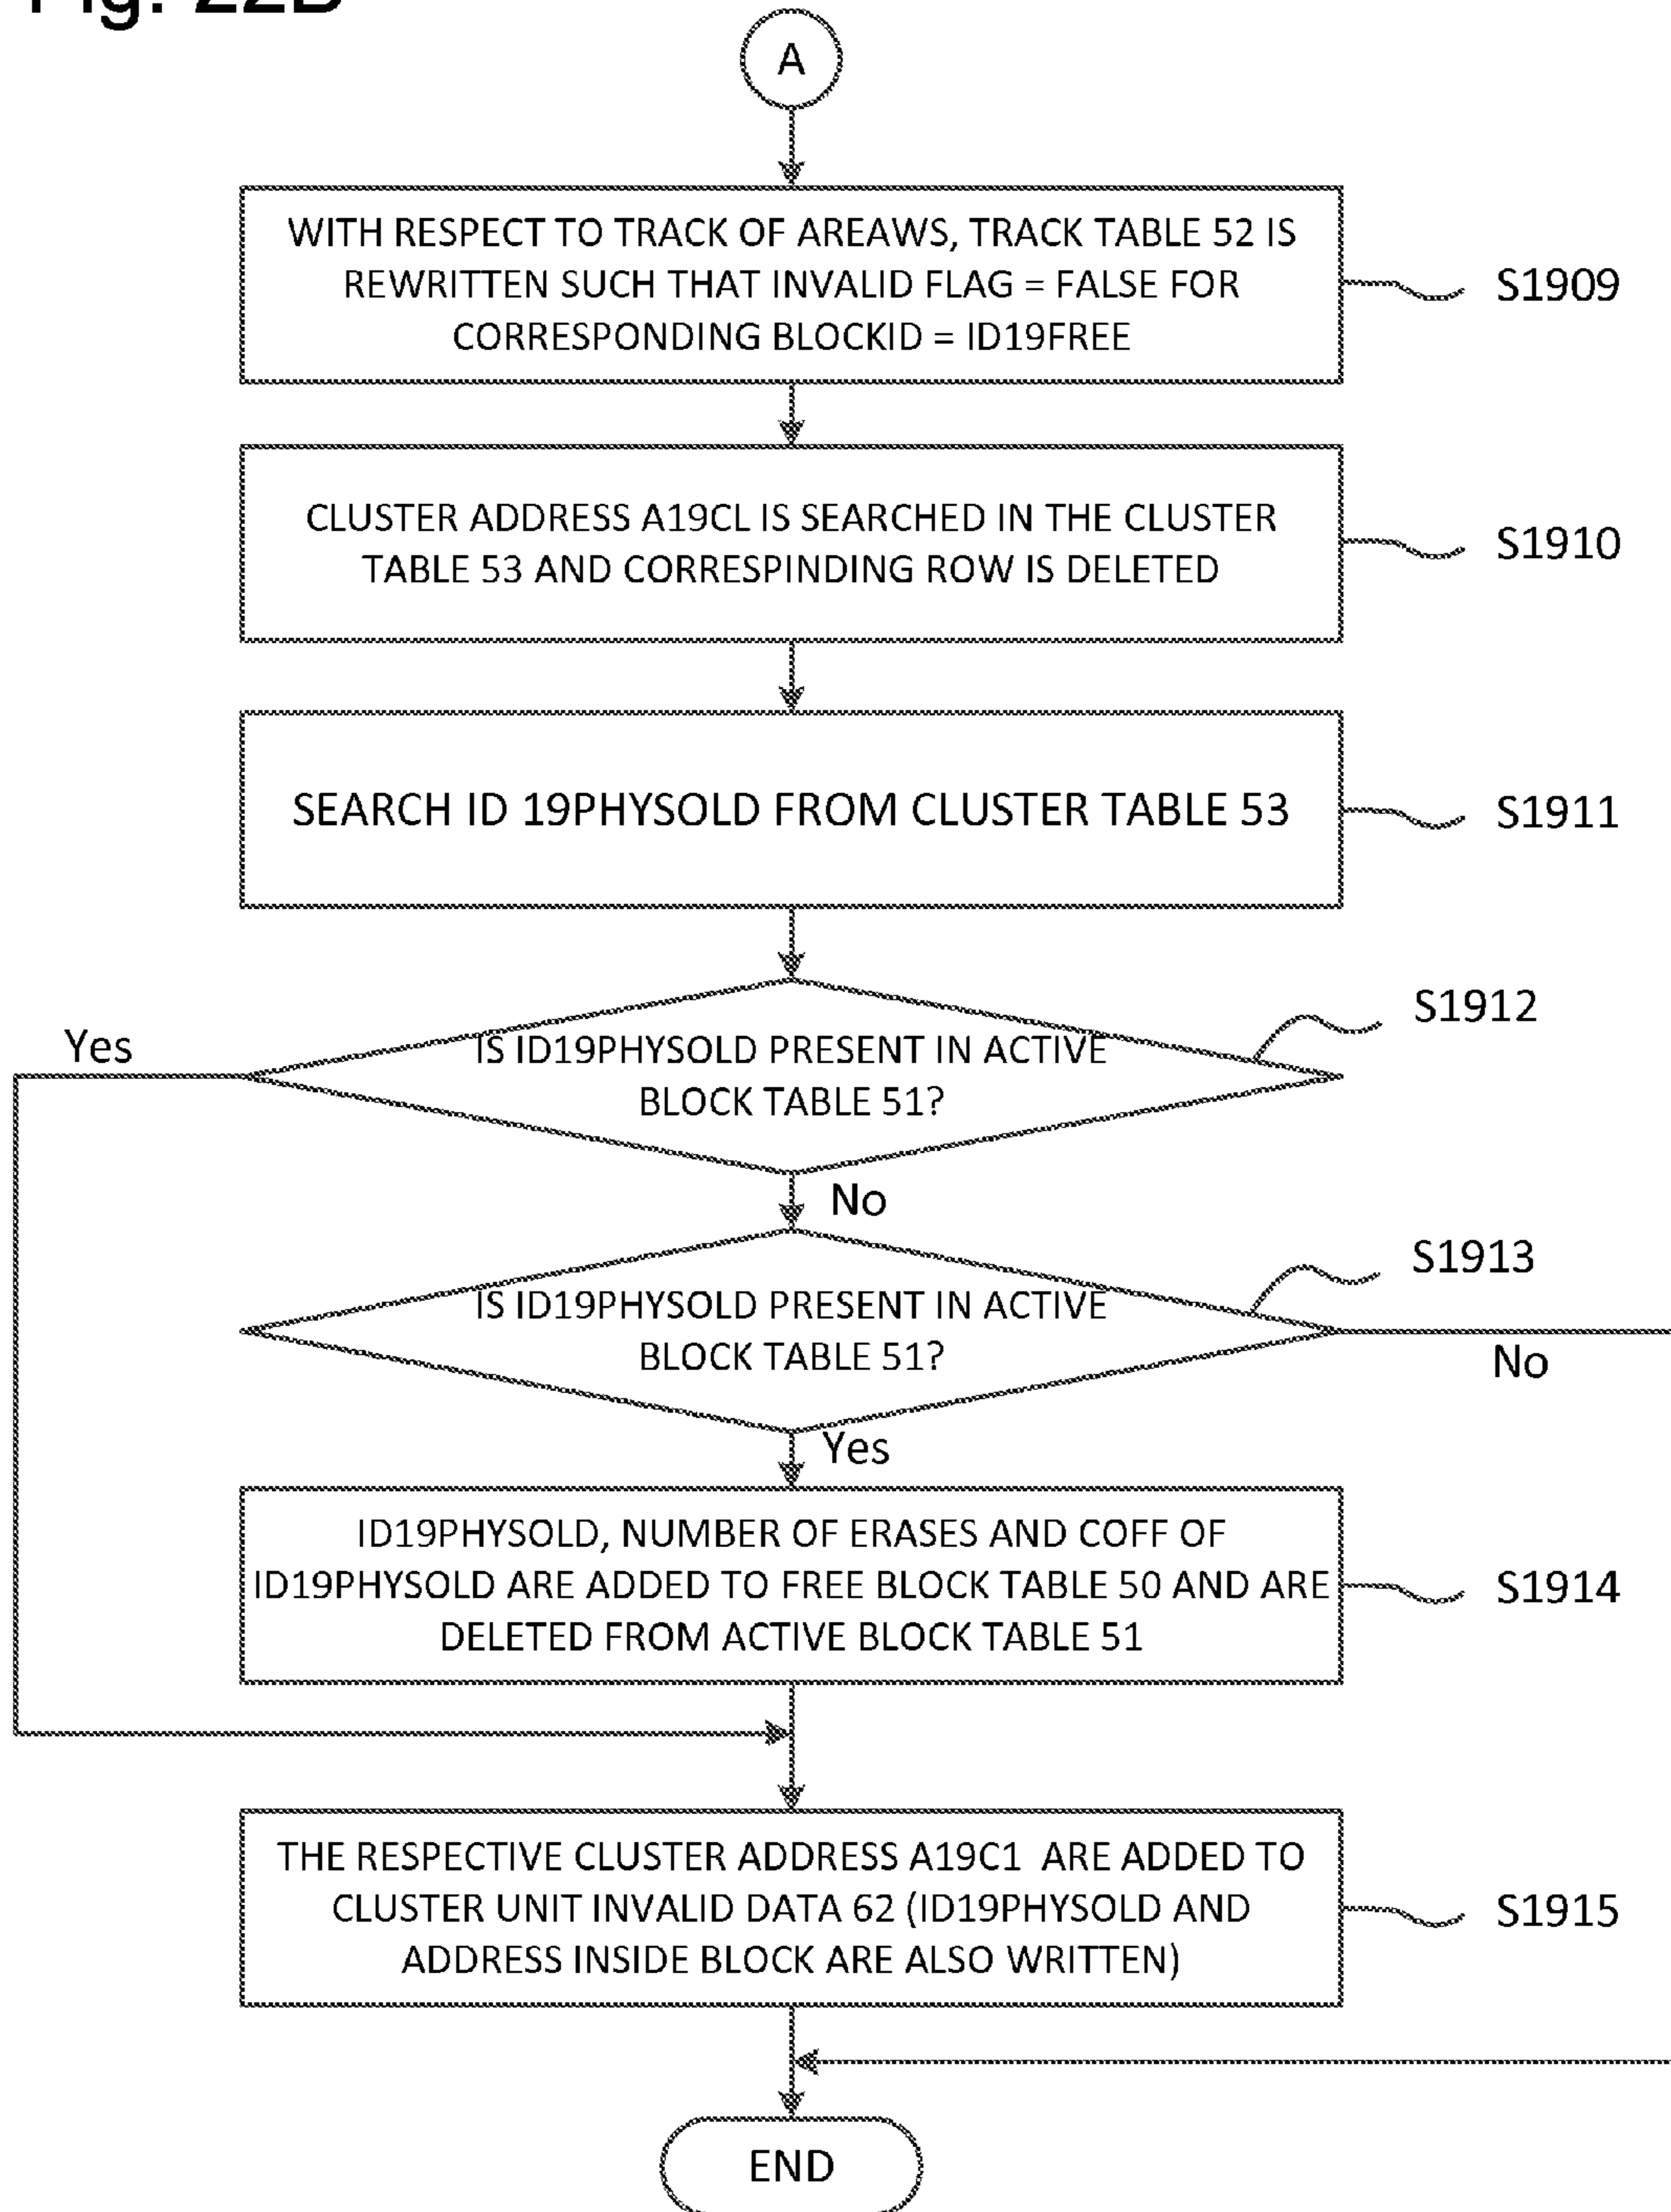 Fig. 22B
A
WITH RESPECT TO TRACK OF AREAWS, TRACK TABLE 52 IS
REWRITTEN SUCH THAT INVALID FLAG = FALSE FOR
CORRESPONDING BLOCKID = ID19FREE
S1909
CLUSTER ADDRESS A19CL IS SEARCHED IN THE CLUSTER
TABLE 53 AND CORRESPINDING ROW IS DELETED
S1910
SEARCH ID 19PHYSOLD FROM CLUSTER TABLE 53
S1911
S1912
Yes
IS ID19PHYSOLD PRESENT IN ACTIVE
BLOCK TABLE 51?
No
S1913
IS ID19PHYSOLD PRESENT IN ACTIVE
BLOCK TABLE 51?
No
Yes
ID19PHYSOLD, NUMBER OF ERASES AND COFF OF
ID19PHYSOLD ARE ADDED TO FREE BLOCK TABLE 50 AND ARE
DELETED FROM ACTIVE BLOCK TABLE 51
S1914
THE RESPECTIVE CLUSTER ADDRESS A19C1 ARE ADDED TO
CLUSTER UNIT INVALID DATA 62 (ID19PHYSOLD AND
ADDRESS INSIDE BLOCK ARE ALSO WRITTEN)
S1915
END